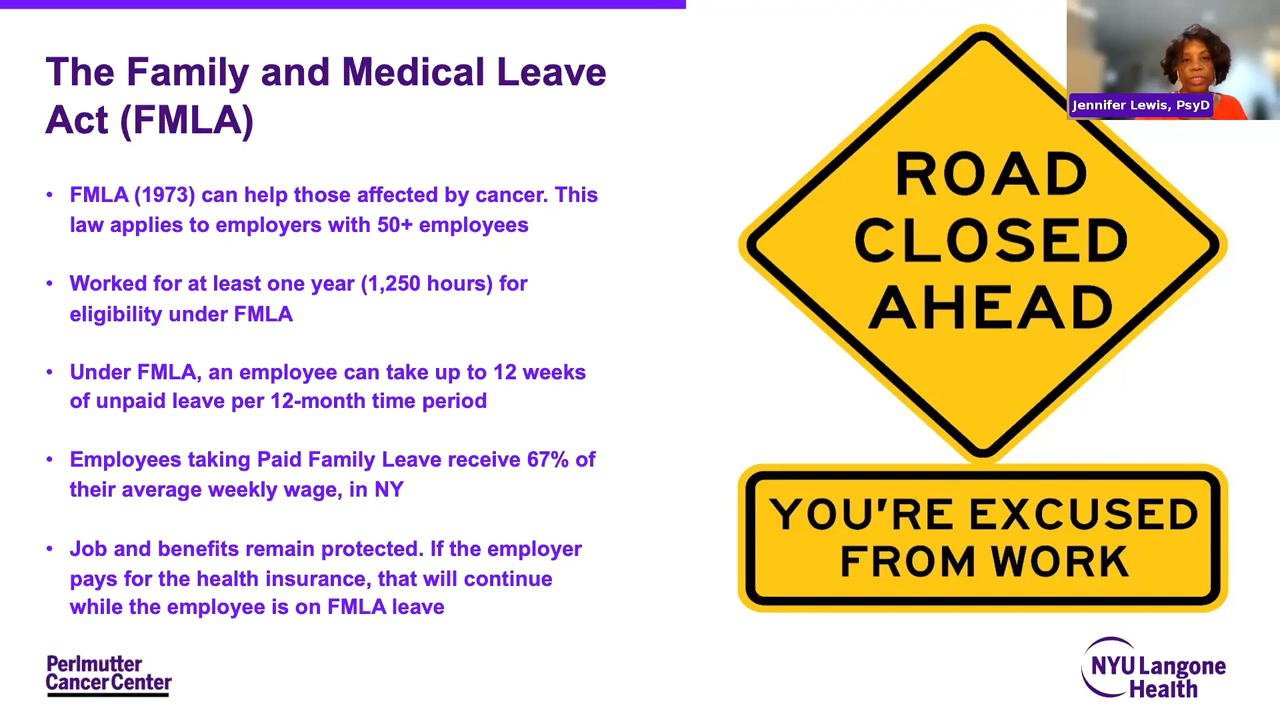 The Family and Medical Leave
Act (FMLA)
• FMLA (1973) can help those affected by cancer. This
law applies to employers with 50+ employees
• Worked for at least one year (1,250 hours) for
eligibility under FMLA
• Under FMLA, an employee can take up to 12 weeks
of unpaid leave per 12-month time period
• Employees taking Paid Family Leave receive 67% of
their average weekly wage, in NY
• Job and benefits remain protected. If the employer
pays for the health insurance, that will continue
while the employee is on FMLA leave
Perlmutter
Cancer Center
Jennifer Lewis, PsyD
ROAD
CLOSED
AHEAD
YOU'RE EXCUSED
FROM WORK
NYU Langone
Health